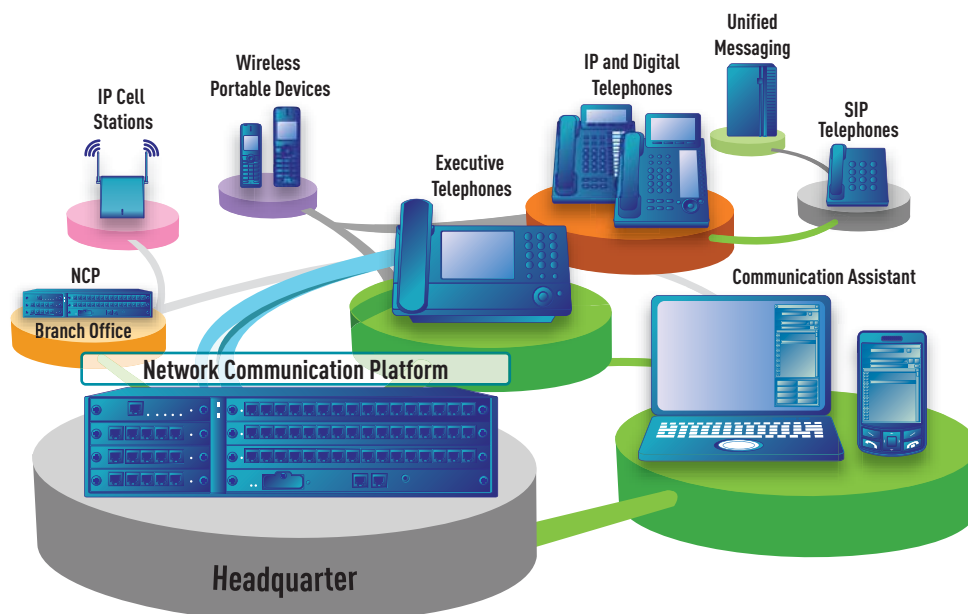 Unified
Messaging
Wireless
Portable Devices
IP and Digital
Telephones
IP Cell
Stations
SIP
Telephones
Executive
Telephones
NCP
Branch Office
Communication Assistant
Network Communication Platform
Headquarter